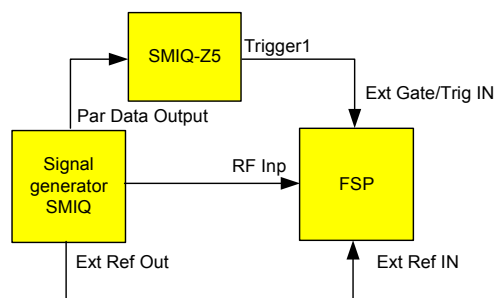 SMIQ-Z5
Trigger1
Ext Gate/Trig IN
Par Data Output
Signal
generator
SMIQ
RF Inp
FSP
Ext Ref Out
Ext Ref IN